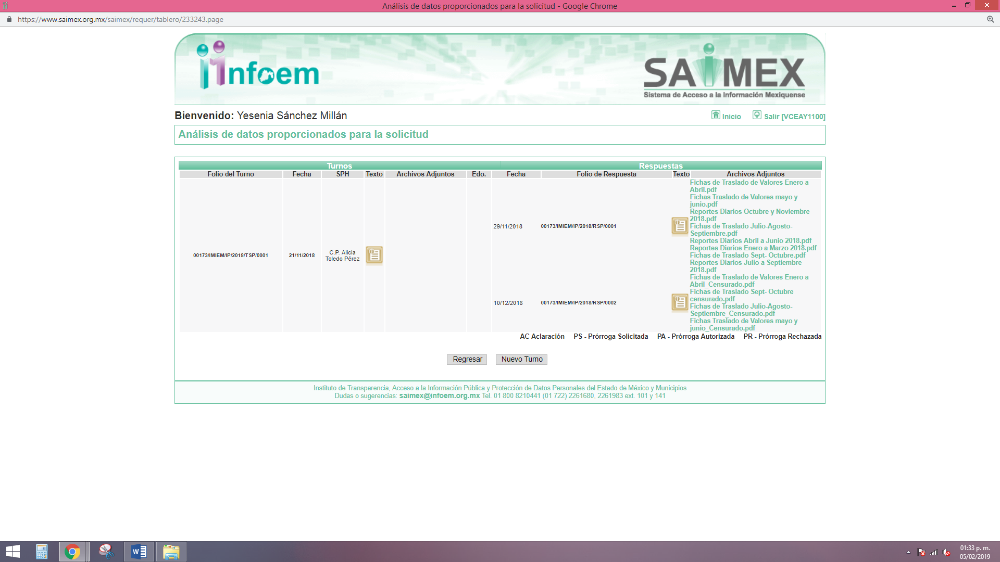 Análisis de datos proporcionados para la solicitud - Google Chrome
https://www.saimex.org.mx/saimex/requer/tablero/233243.page
infoem
SAIMEX
Sistema de Acceso a la Información Mexiquense
Bienvenido: Yesenia Sánchez Millán
Inicio
Salir [VCEAY1100]
Análisis de datos proporcionados para la solicitud
Turnos
Respuestas
Folio del Turno
Fecha
SPH
Texto
Archivos Adjuntos
Edo.
Fecha
Folio de Respuesta
Texto
Archivos Adjuntos
00173/IMIEM/IP/2018/TSP/0001
21/11/2018
C.P. Alicia
Toledo Pérez
29/11/2018
00173/IMIEM/IP/2018/RSP/0001
Fichas de Traslado de Valores Enero a
Abril.pdf
Fichas Traslado de Valores mayo y
junio.pdf
Reportes Diarios Octubre y Noviembre
2018.pdf
Fichas de Traslado Julio-Agosto-
Septiembre.pdf
Reportes Diarios Abril a Junio 2018.pdf
Reportes Diarios Enero a Marzo 2018.pdf
Fichas de Traslado Sept- Octubre.pdf
Reportes Diarios Julio a Septiembre
2018.pdf
10/12/2018
00173/IMIEM/IP/2018/RSP/0002
Fichas de Traslado de Valores Enero a
Abril_Censurado.pdf
Fichas de Traslado Sept- Octubre
censurado.pdf
Fichas de Traslado Julio-Agosto-
Septiembre_Censurado.pdf
Fichas Traslado de Valores mayo y
junio_Censurado.pdf
AC Aclaración PS - Prórroga Solicitada PA - Prórroga Autorizada PR - Prórroga Rechazada
Regresar
Nuevo Turno
Instituto de Transparencia, Acceso a la Información Pública y Protección de Datos Personales del Estado de México y Municipios
Dudas o sugerencias: saimex@infoem.org.mx Tel. 01 800 8210441 (01 722) 2261680, 2261983 ext. 101 y 141
01:33 p. m.
05/02/2019